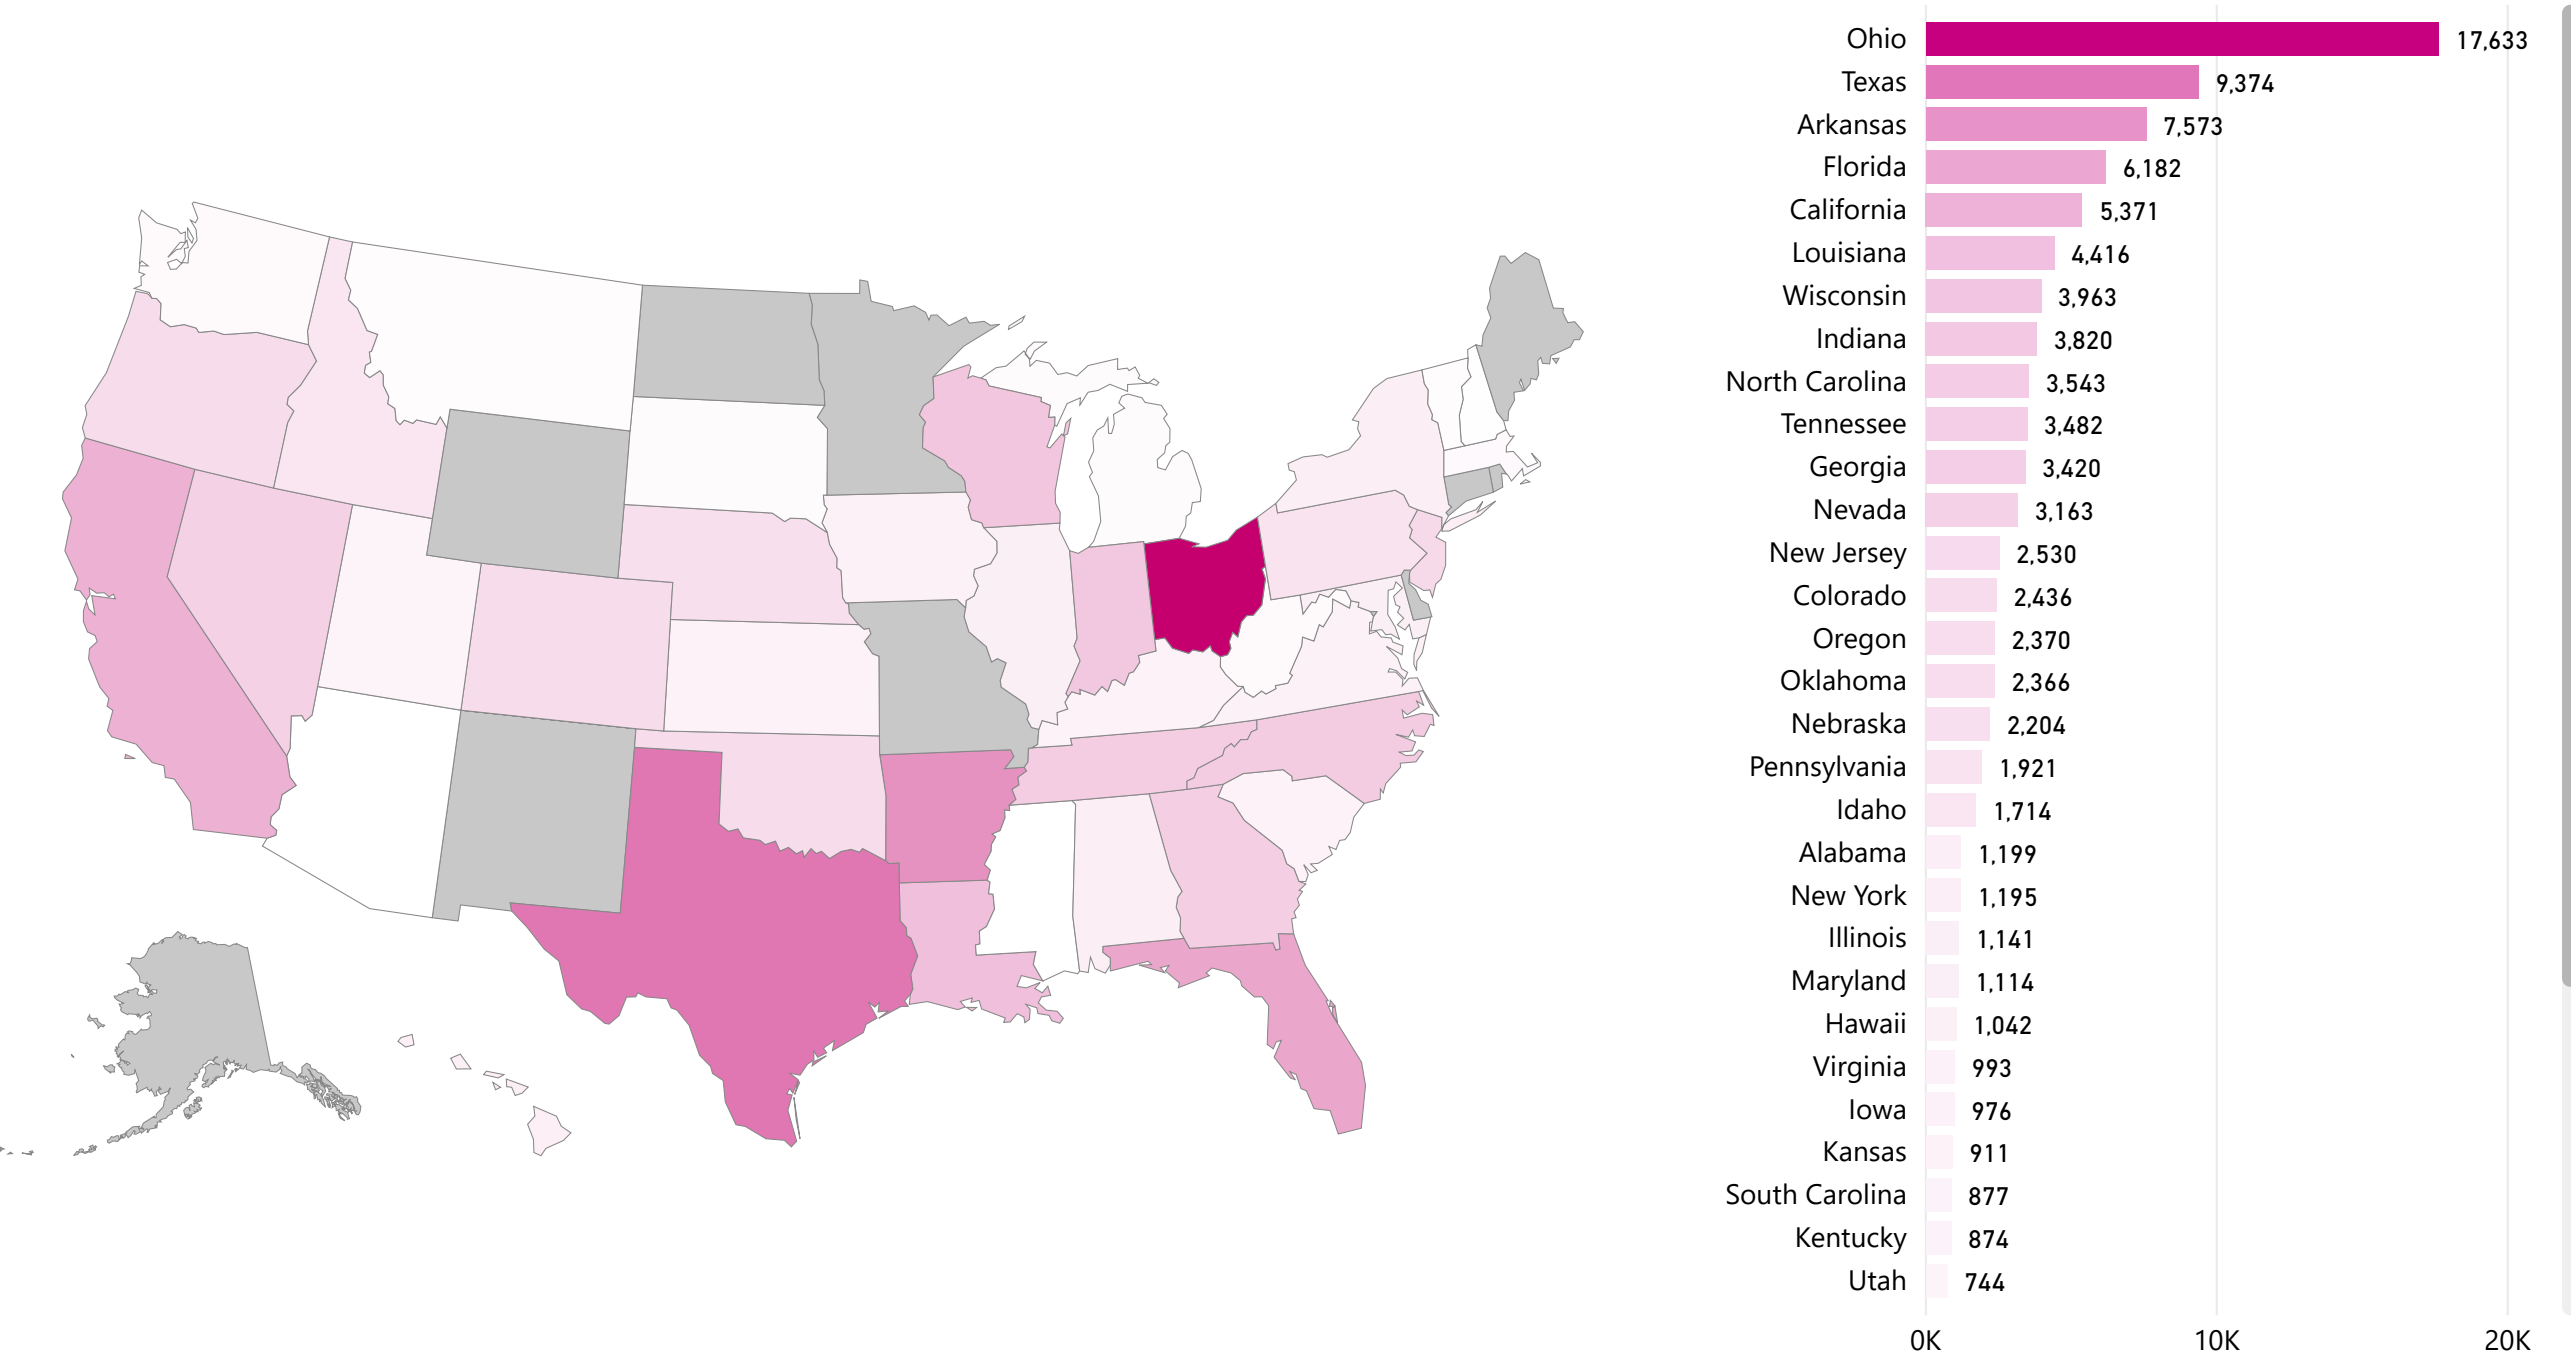 Ohio 17,633
Texas 9,374
Arkansas 7,573
Florida 6,182
California 5,371
Louisiana 4,416
Wisconsin 3,963
Indiana 3,820
North Carolina 3,543
Tennessee 3,482
Georgia 3,420
Nevada 3,163
New Jersey 2,530
Colorado 2,436
Oregon 2,370
Oklahoma 2,366
Nebraska 2,204
Pennsylvania 1,921
Idaho 1,714
Alabama 1,199
New York 1,195
Illinois 1,141
Maryland 1,114
Hawaii 1,042
Virginia 993
Iowa 976
Kansas 911
South Carolina 877
Kentucky 874
Utah 744
0K 10K 20K